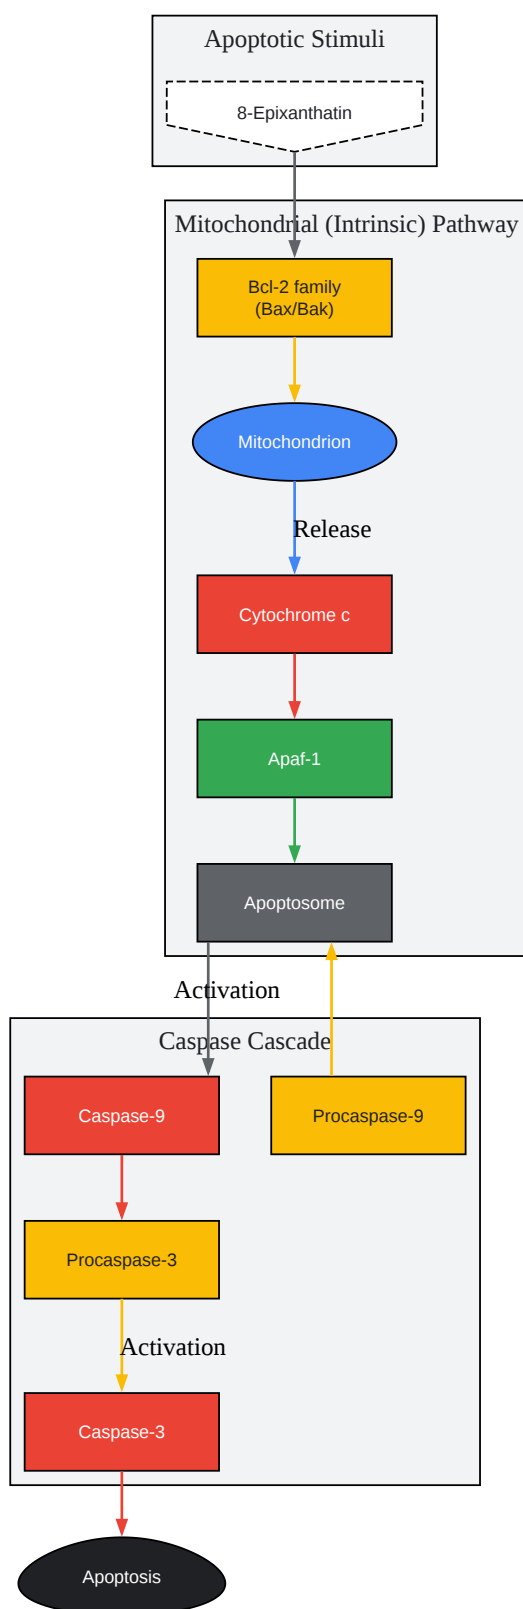 Apoptotic Stimuli
8-Epixanthatin
Mitochondrial (Intrinsic) Pathway
Bcl-2 family
(Bax/Bak)
Mitochondrion
Release
Cytochrome c
Apaf-1
Apoptosome
Activation
Caspase Cascade
Caspase-9
Procaspase-9
Procaspase-3
Activation
Caspase-3
Apoptosis